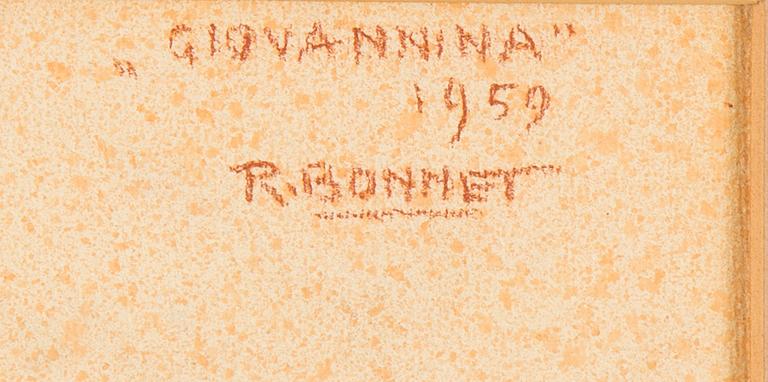 „GIOVANNINA”
1959
R. BONNET